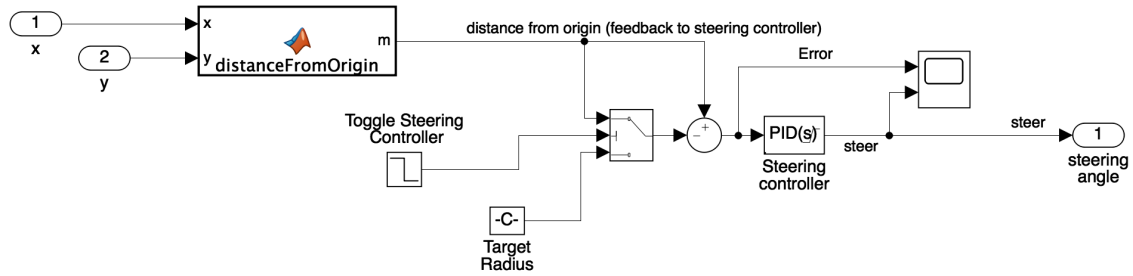 1
x
2
y
x
y
m
distanceFromOrigin
distance from origin (feedback to steering controller)
Error
Toggle Steering
Controller
+
−
PID(s)
Steering
controller
steer
steer
1
steering
angle
-C-
Target
Radius